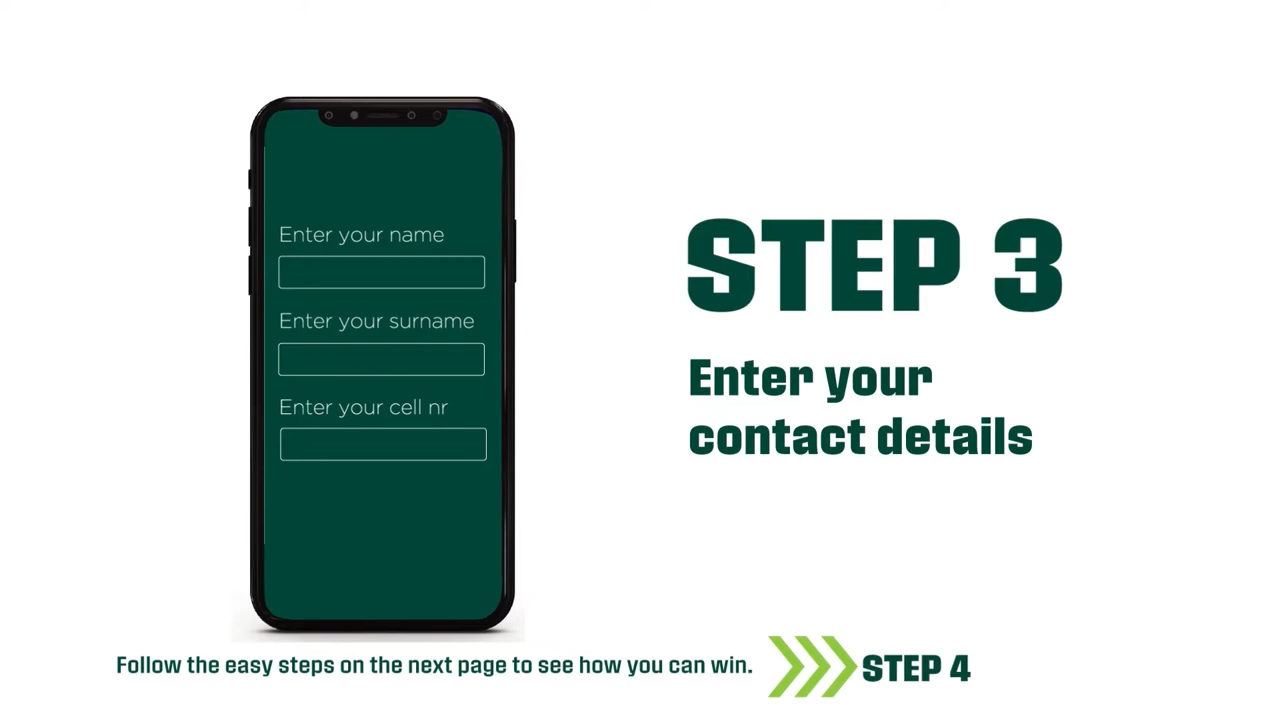 Enter your name
Enter your surname
Enter your cell nr
STEP 3
Enter your
contact details
Follow the easy steps on the next page to see how you can win.
STEP 4